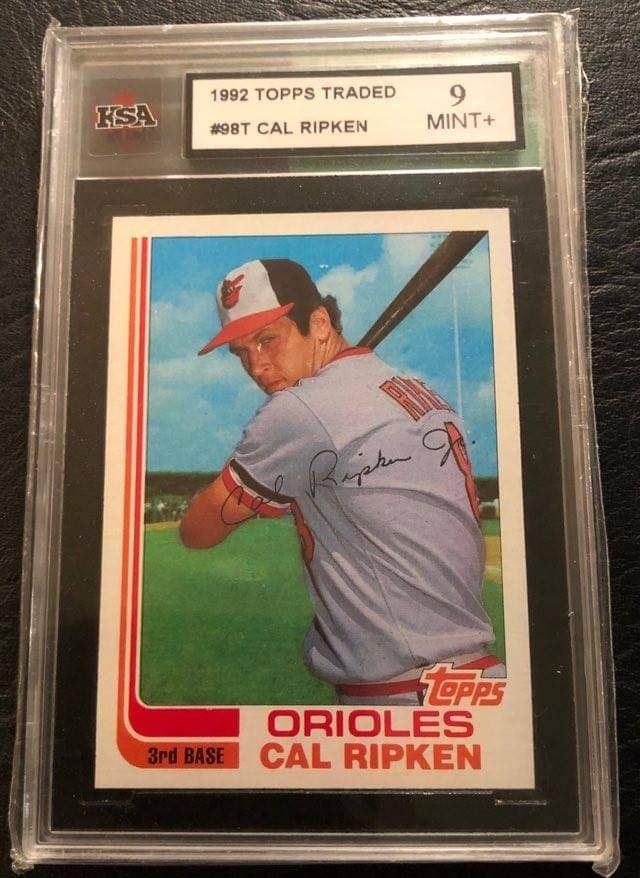 KSA
1992 TOPPS TRADED
9
#98T CAL RIPKEN
MINT+
Cal Ripken Jr.
TOPPS
ORIOLES
3rd BASE
CAL RIPKEN